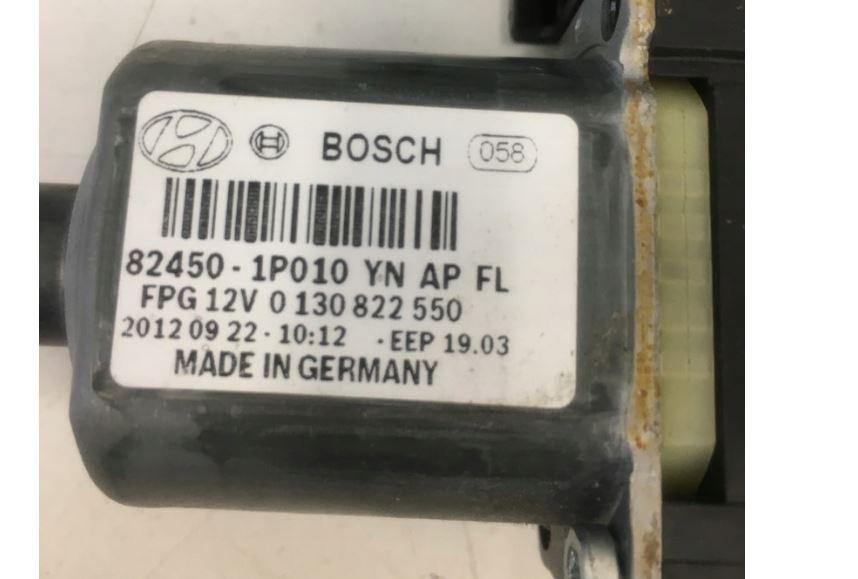 BOSCH 058
82450-1P010 YN AP FL
FPG 12V 0 130 822 550
2012 09 22 - 10:12 - EEP 19.03
MADE IN GERMANY